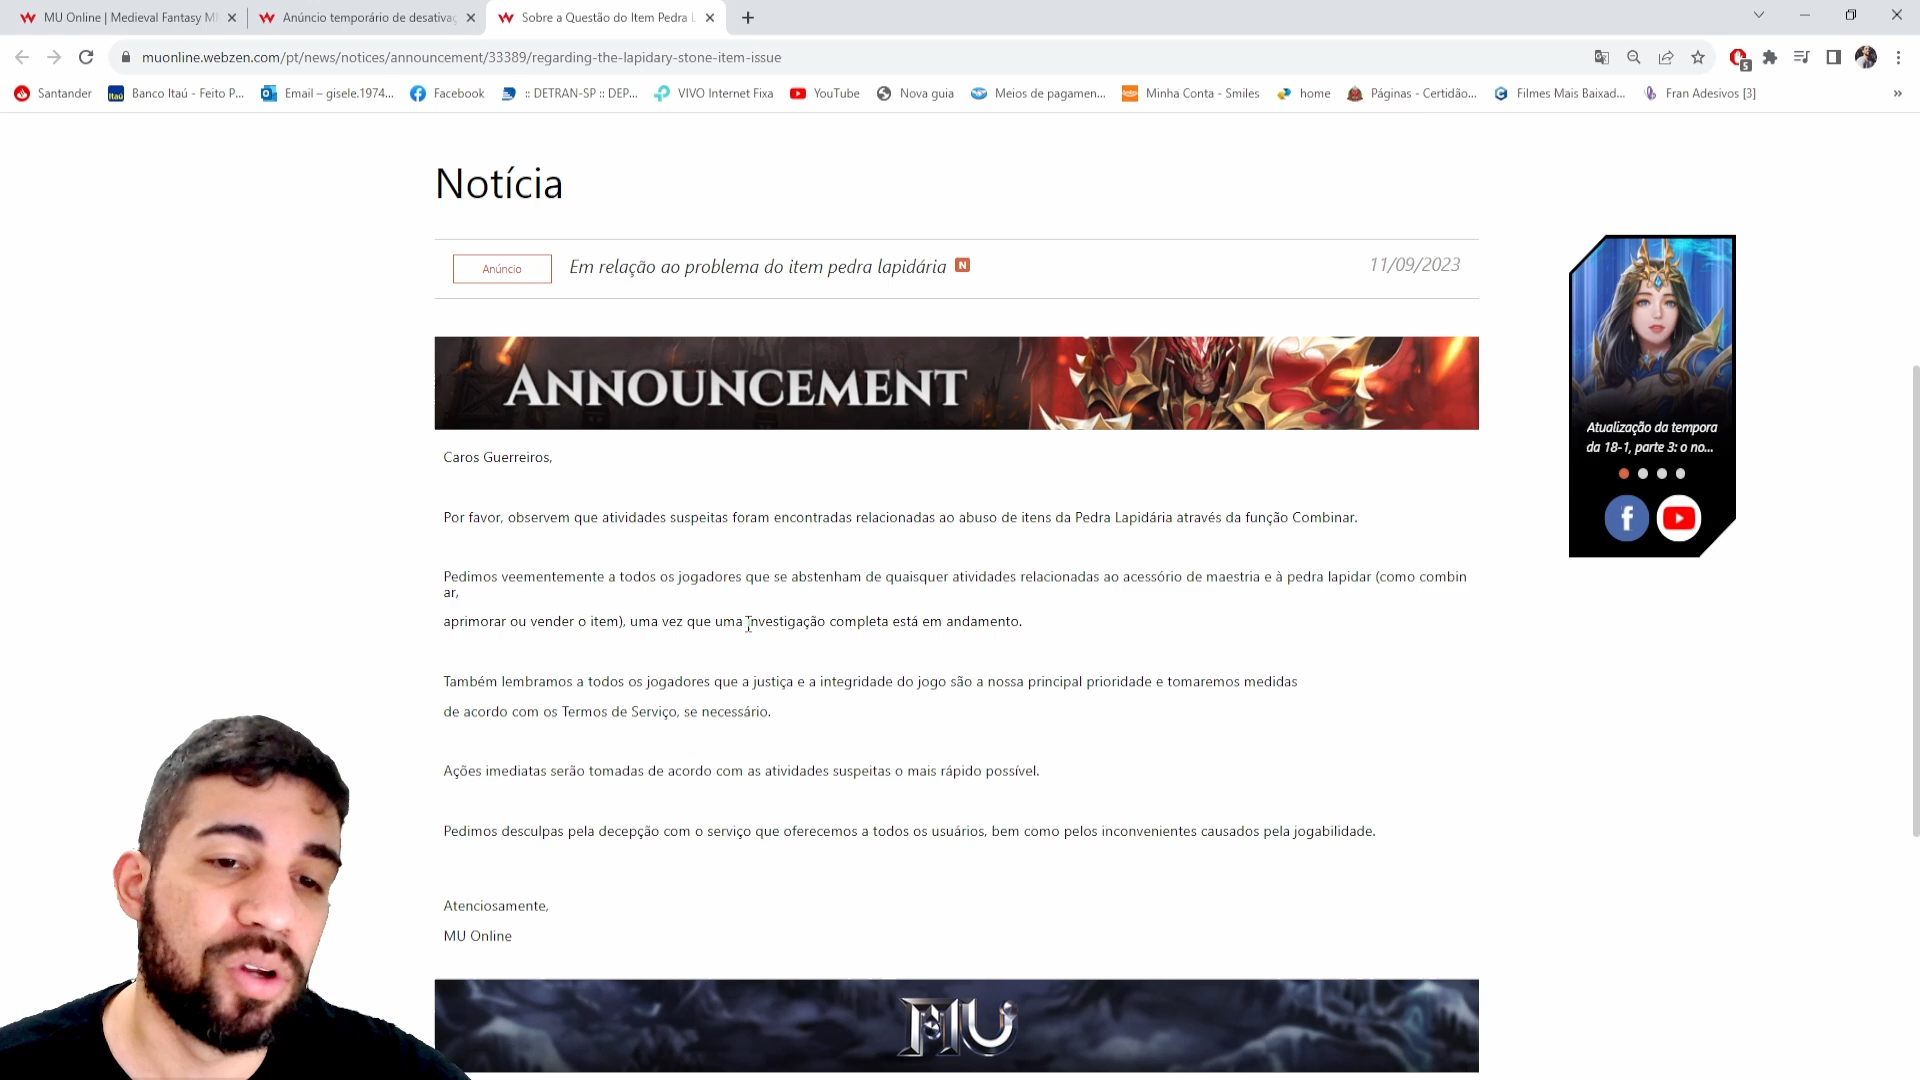 MU Online | Medieval Fantasy M
Anúncio temporário de desativaç
Sobre a Questão do Item Pedra L
muonline.webzen.com/pt/news/notices/announcement/33389/regarding-the-lapidary-stone-item-issue
5
Santander
Itaú
Banco Itaú - Feito P...
Email – gisele.1974...
Facebook
:: DETRAN-SP :: DEP...
VIVO Internet Fixa
YouTube
Nova guia
Meios de pagamen...
Minha Conta - Smiles
home
Páginas - Certidão...
Filmes Mais Baixad...
Fran Adesivos [3]
»
Notícia
Anúncio
Em relação ao problema do item pedra lapidária N
11/09/2023
ANNOUNCEMENT
Caros Guerreiros,
Por favor, observem que atividades suspeitas foram encontradas relacionadas ao abuso de itens da Pedra Lapidária através da função Combinar.
Pedimos veementemente a todos os jogadores que se abstenham de quaisquer atividades relacionadas ao acessório de maestria e à pedra lapidar (como combin
ar,
aprimorar ou vender o item), uma vez que uma investigação completa está em andamento.
Também lembramos a todos os jogadores que a justiça e a integridade do jogo são a nossa principal prioridade e tomaremos medidas
de acordo com os Termos de Serviço, se necessário.
Ações imediatas serão tomadas de acordo com as atividades suspeitas o mais rápido possível.
Pedimos desculpas pela decepção com o serviço que oferecemos a todos os usuários, bem como pelos inconvenientes causados pela jogabilidade.
Atenciosamente,
MU Online
MU
Atualização da tempora
da 18-1, parte 3: o no...
f